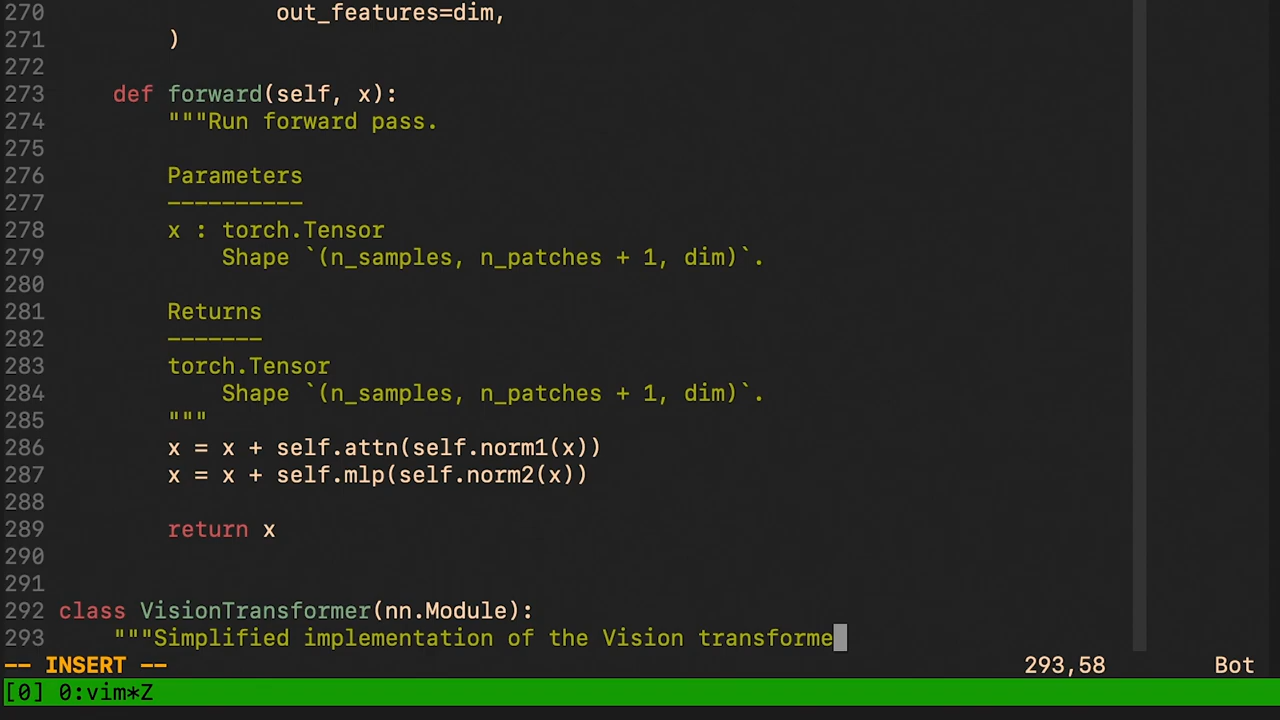 270                 out_features=dim,
271         )
272
273     def forward(self, x):
274         """Run forward pass.
275
276         Parameters
277         ----------
278         x : torch.Tensor
279             Shape `(n_samples, n_patches + 1, dim)`.
280
281         Returns
282         -------
283         torch.Tensor
284             Shape `(n_samples, n_patches + 1, dim)`.
285         """
286         x = x + self.attn(self.norm1(x))
287         x = x + self.mlp(self.norm2(x))
288
289         return x
290
291
292 class VisionTransformer(nn.Module):
293     """Simplified implementation of the Vision transforme
-- INSERT -- 293,58 Bot
[0] 0:vim*Z